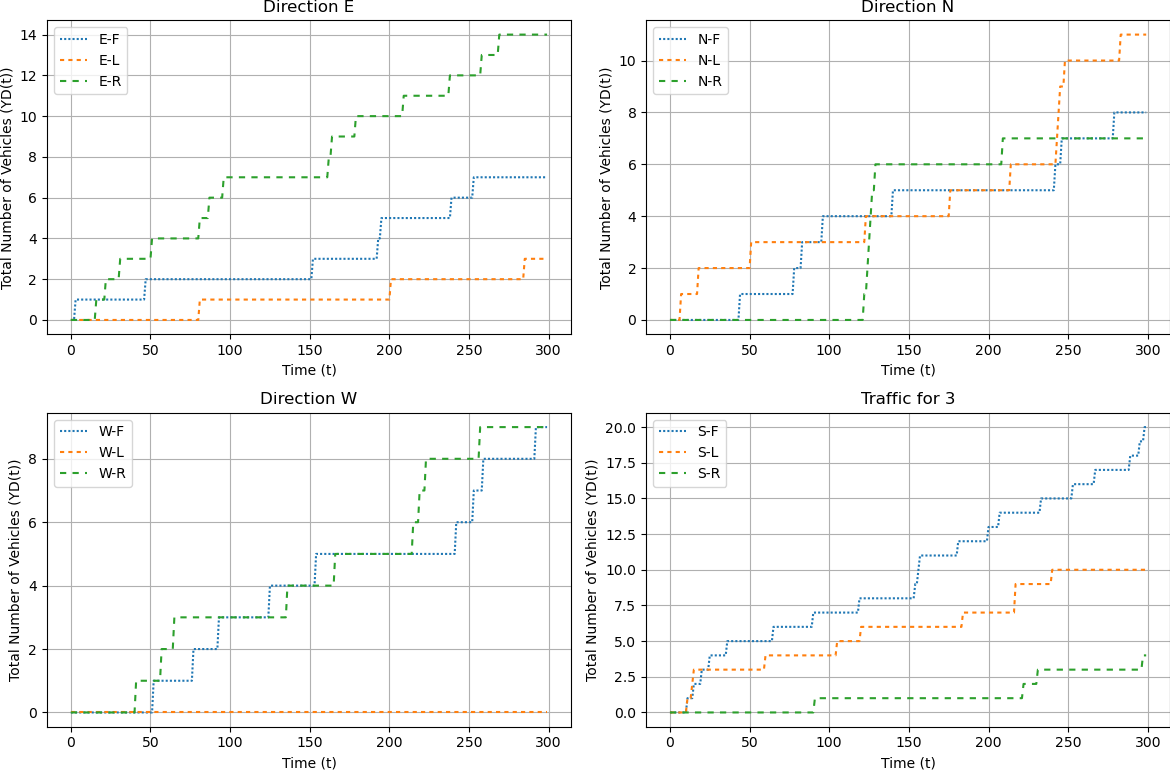 Direction E
Total Number of Vehicles (YD(t))
14
12
10
8
6
4
2
0
E-F
E-L
E-R
0 50 100 150 200 250 300
Time (t)
Direction N
Total Number of Vehicles (YD(t))
10
8
6
4
2
0
N-F
N-L
N-R
0 50 100 150 200 250 300
Time (t)
Direction W
Total Number of Vehicles (YD(t))
8
6
4
2
0
W-F
W-L
W-R
0 50 100 150 200 250 300
Time (t)
Traffic for 3
Total Number of Vehicles (YD(t))
20.0
17.5
15.0
12.5
10.0
7.5
5.0
2.5
0.0
S-F
S-L
S-R
0 50 100 150 200 250 300
Time (t)